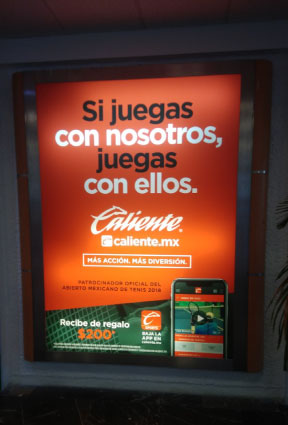 Si juegas
con nosotros,
juegas
con ellos.
Caliente
caliente.mx
MÁS ACCIÓN. MÁS DIVERSIÓN.
PATROCINADOR OFICIAL DEL
ABIERTO MEXICANO DE TENIS 2018
Recibe de regalo
$200*
BAJA LA
APP EN